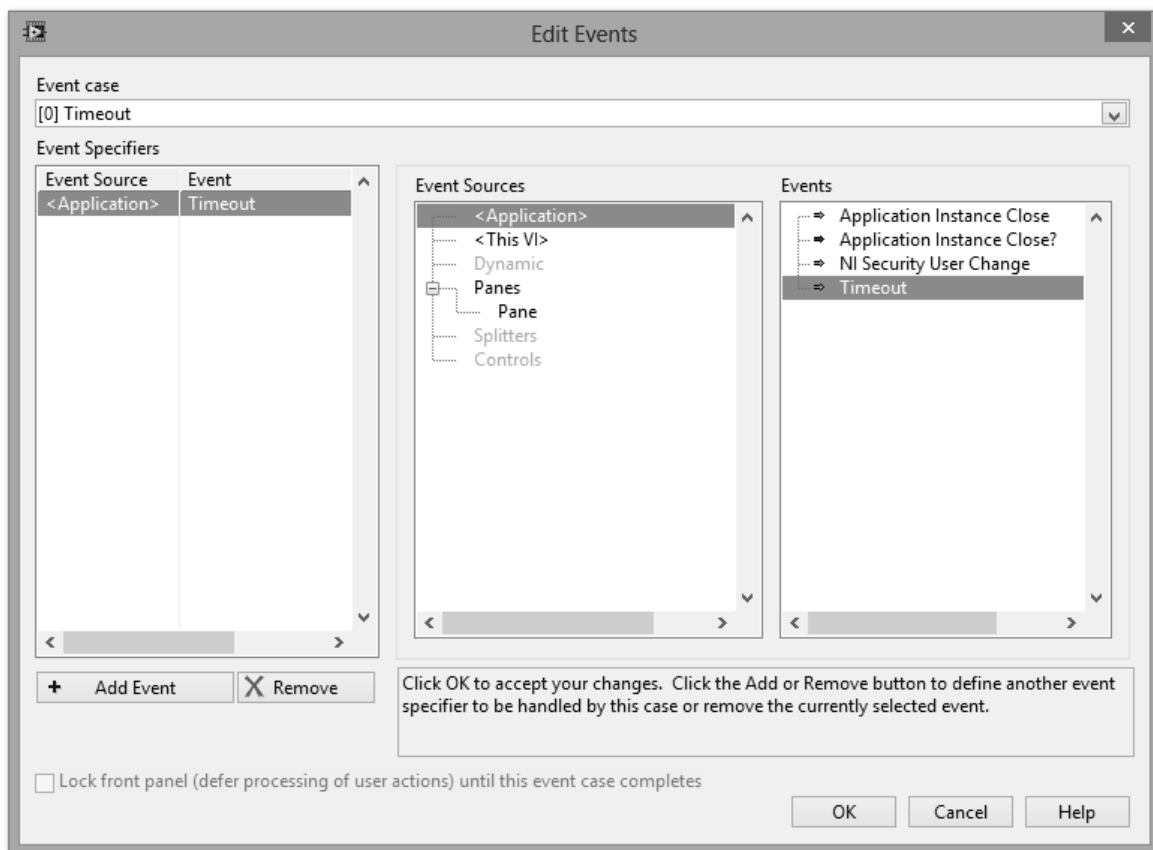 Edit Events
Event case
[0] Timeout
Event Specifiers
Event Source Event
<Application> Timeout
Add Event
Remove
Event Sources
<Application>
<This VI>
Dynamic
Panes
Pane
Splitters
Controls
Events
Application Instance Close
Application Instance Close?
NI Security User Change
Timeout
Click OK to accept your changes. Click the Add or Remove button to define another event
specifier to be handled by this case or remove the currently selected event.
Lock front panel (defer processing of user actions) until this event case completes
OK
Cancel
Help